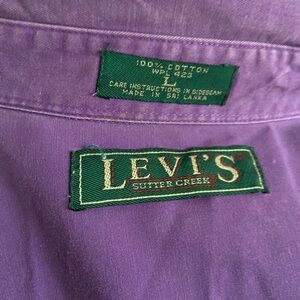 100% COTTON
WPL 423
L
CARE INSTRUCTIONS IN SIDESEAM
MADE IN SRI LANKA
LEVI'S
SUTTER CREEK